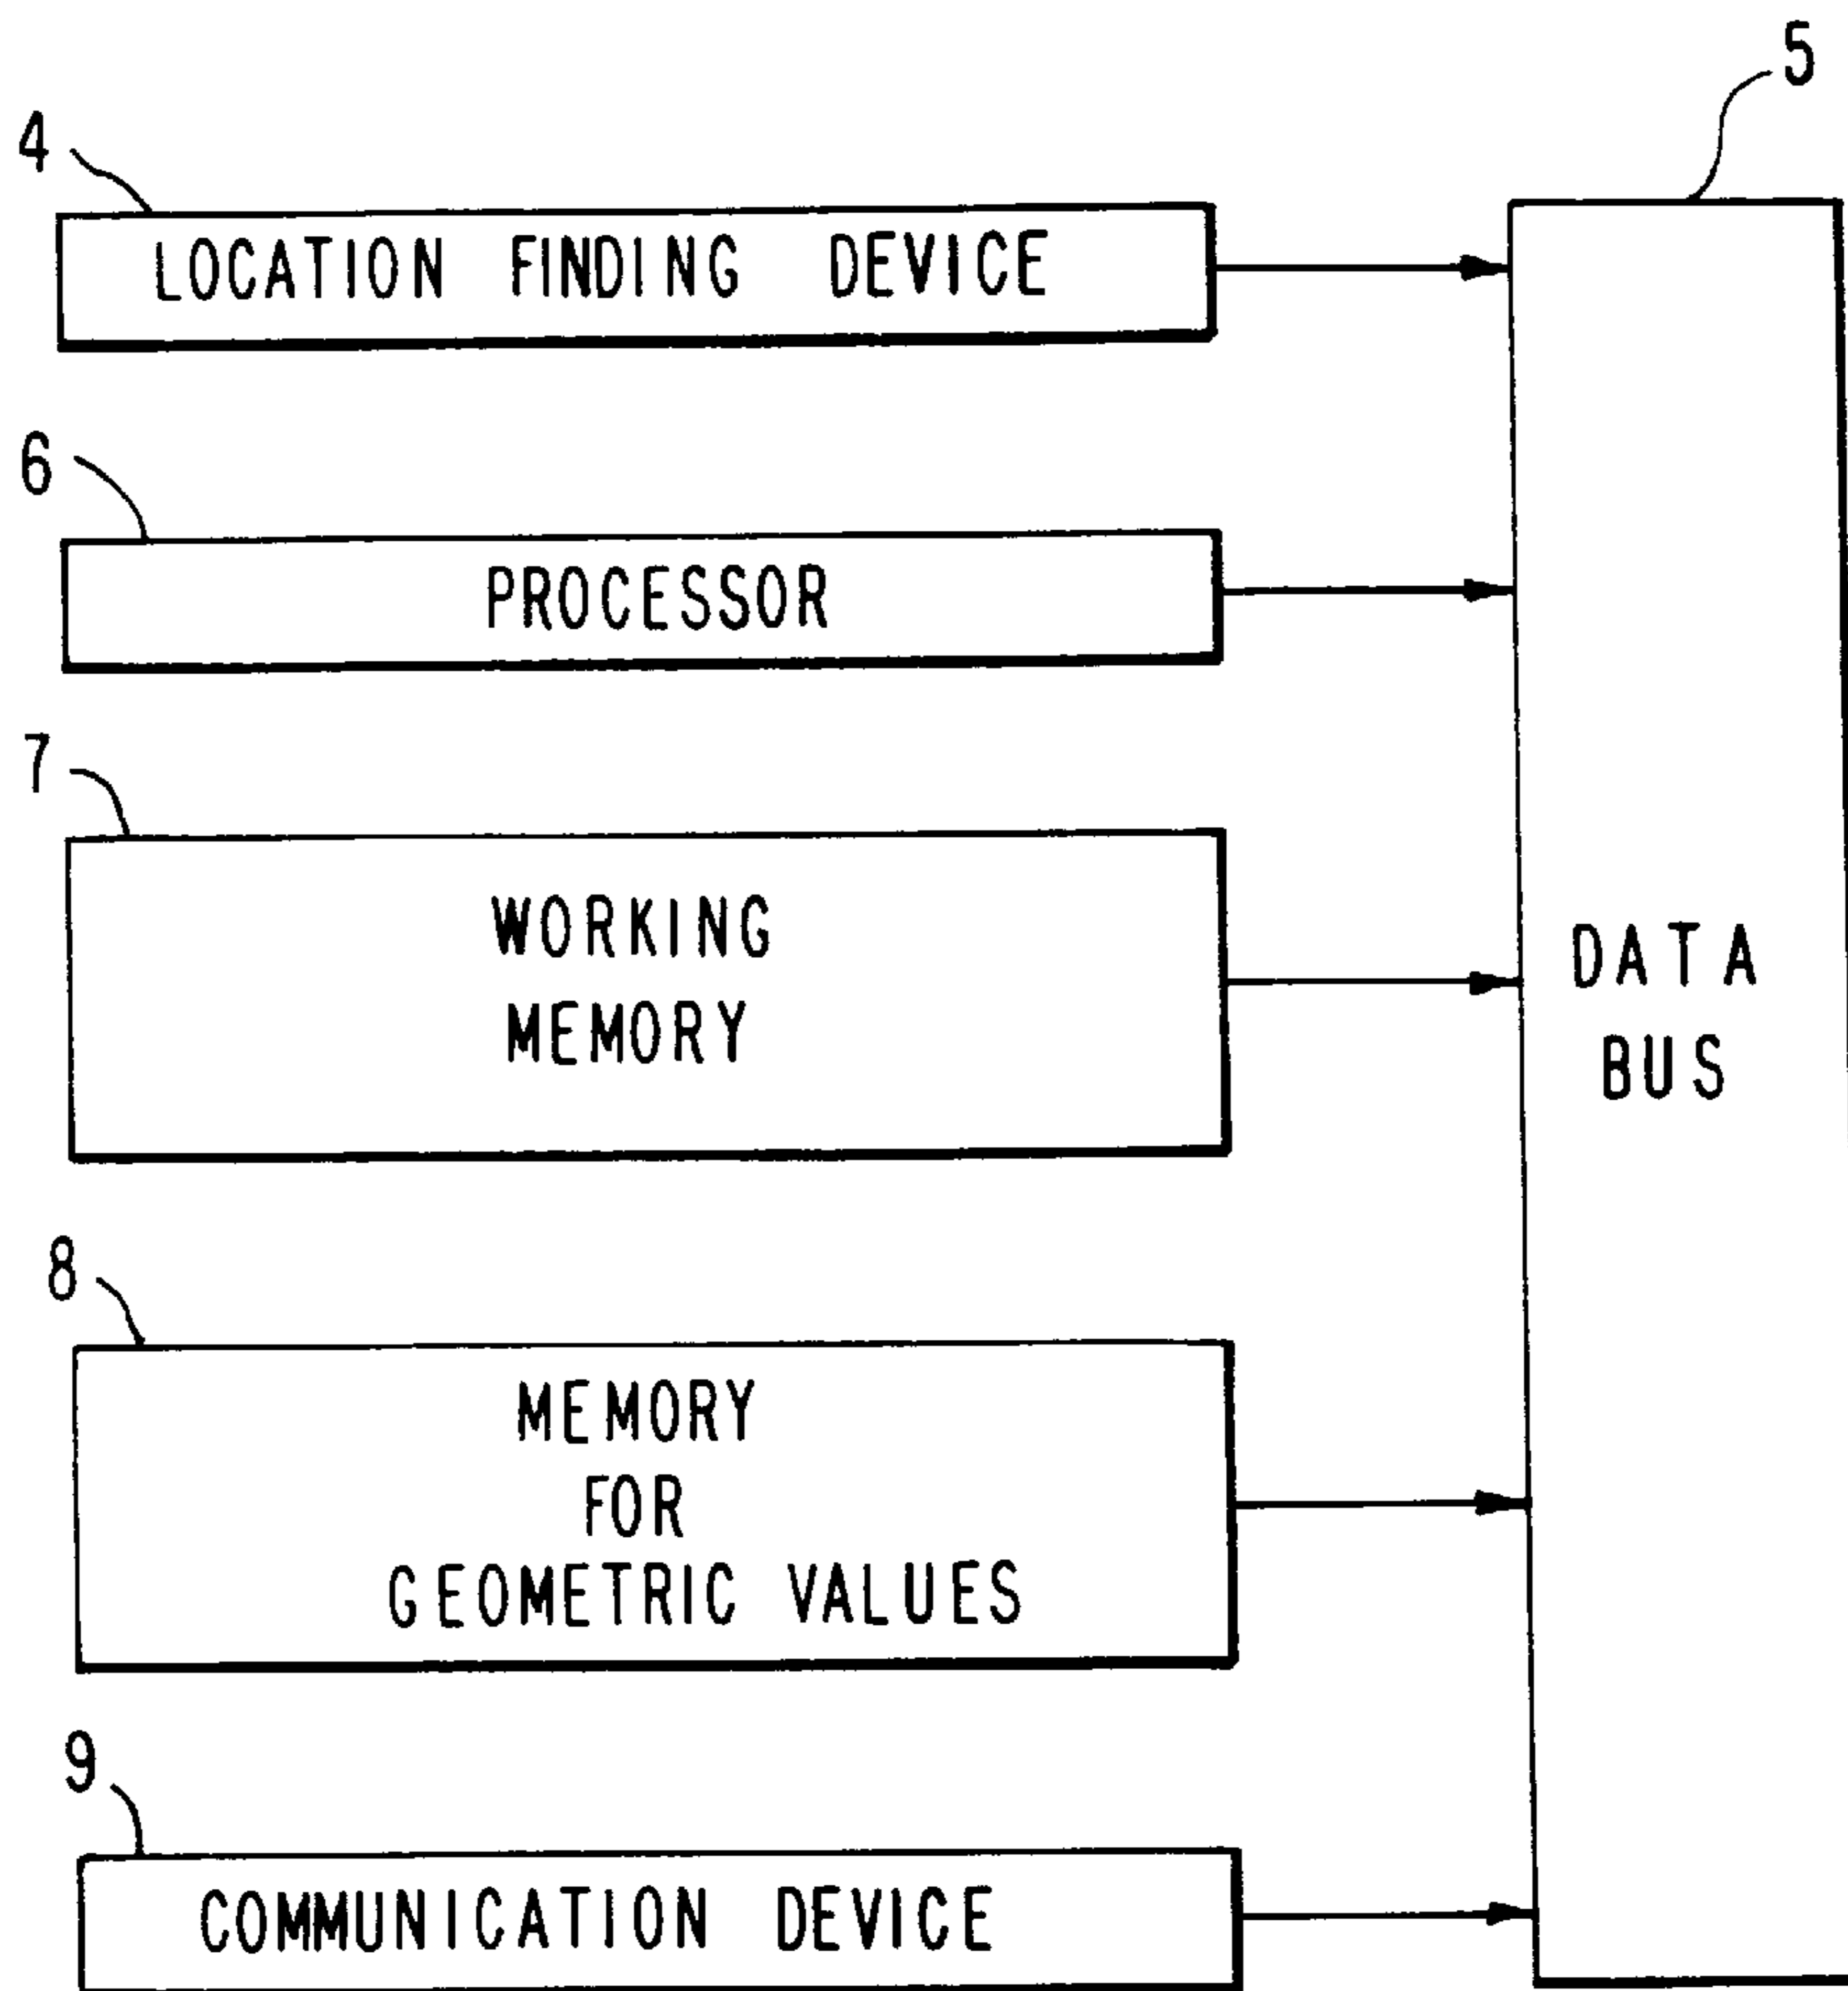 5
4
LOCATION FINDING DEVICE
6
PROCESSOR
7
WORKING
MEMORY
DATA
BUS
8
MEMORY
FOR
GEOMETRIC VALUES
9
COMMUNICATION DEVICE